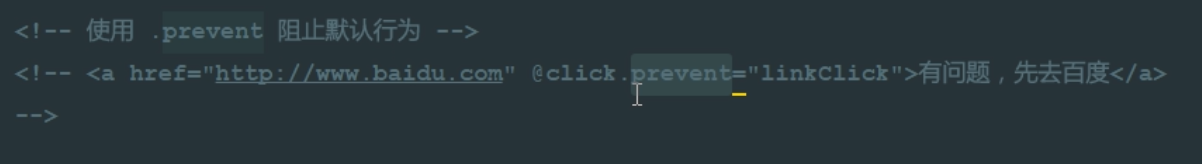 <!-- 使用 .prevent 阻止默认行为 -->
<!-- <a href="http://www.baidu.com" @click.prevent="linkClick">有问题，先去百度</a>
-->